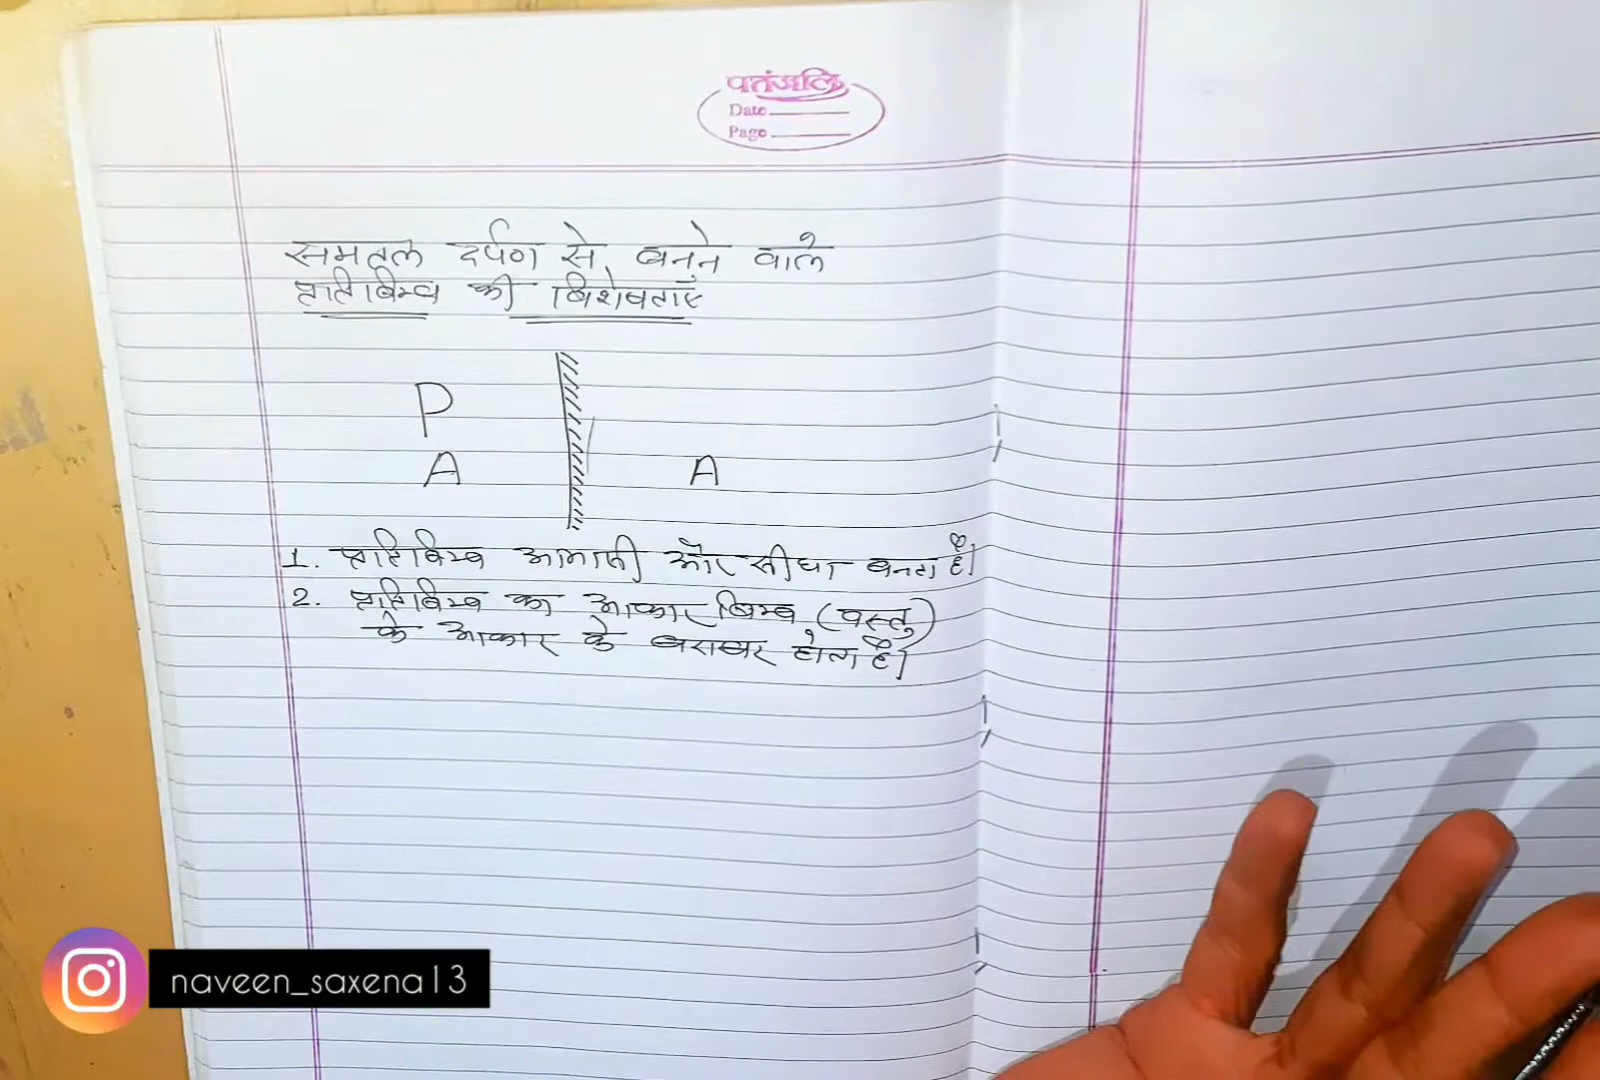 पतंजलि
Date
Page
समतल दर्पण से बनने वाले
प्रतिबिम्ब की विशेषताएं
P
A A
1. प्रतिबिम्ब आभासी और सीधा बनता है।
2. प्रतिबिम्ब का आकार बिम्ब (वस्तु)
के आकार के बराबर होता है।
naveen_saxena13